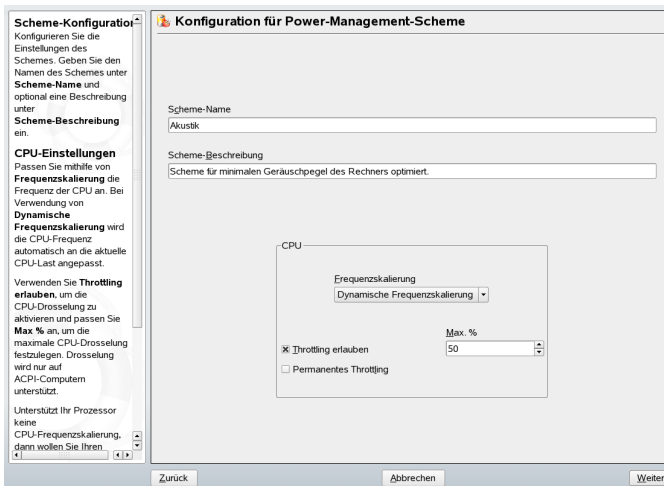 Scheme-Konfiguration
Konfigurieren Sie die
Einstellungen des
Schemes. Geben Sie den
Namen des Schemes unter
Scheme-Name und
optional eine Beschreibung
unter
Scheme-Beschreibung
ein.
CPU-Einstellungen
Passen Sie mithilfe von
Frequenzskalierung die
Frequenz der CPU an. Bei
Verwendung von
Dynamische
Frequenzskalierung wird
die CPU-Frequenz
automatisch an die aktuelle
CPU-Last angepasst.
Verwenden Sie Throttling
erlauben, um die
CPU-Drosselung zu
aktivieren und passen Sie
Max % an, um die
maximale CPU-Drosselung
festzulegen. Drosselung
wird nur auf
ACPI-Computern
unterstützt.
Unterstützt Ihr Prozessor
keine
CPU-Frequenzskalierung,
dann wollen Sie Ihren
Konfiguration für Power-Management-Scheme
Scheme-Name
Akustik
Scheme-Beschreibung
Scheme für minimalen Geräuschpegel des Rechners optimiert.
CPU
Frequenzskalierung
Dynamische Frequenzskalierung
Max. %
Throttling erlauben
50
Permanentes Throttling
Zurück
Abbrechen
Weiter